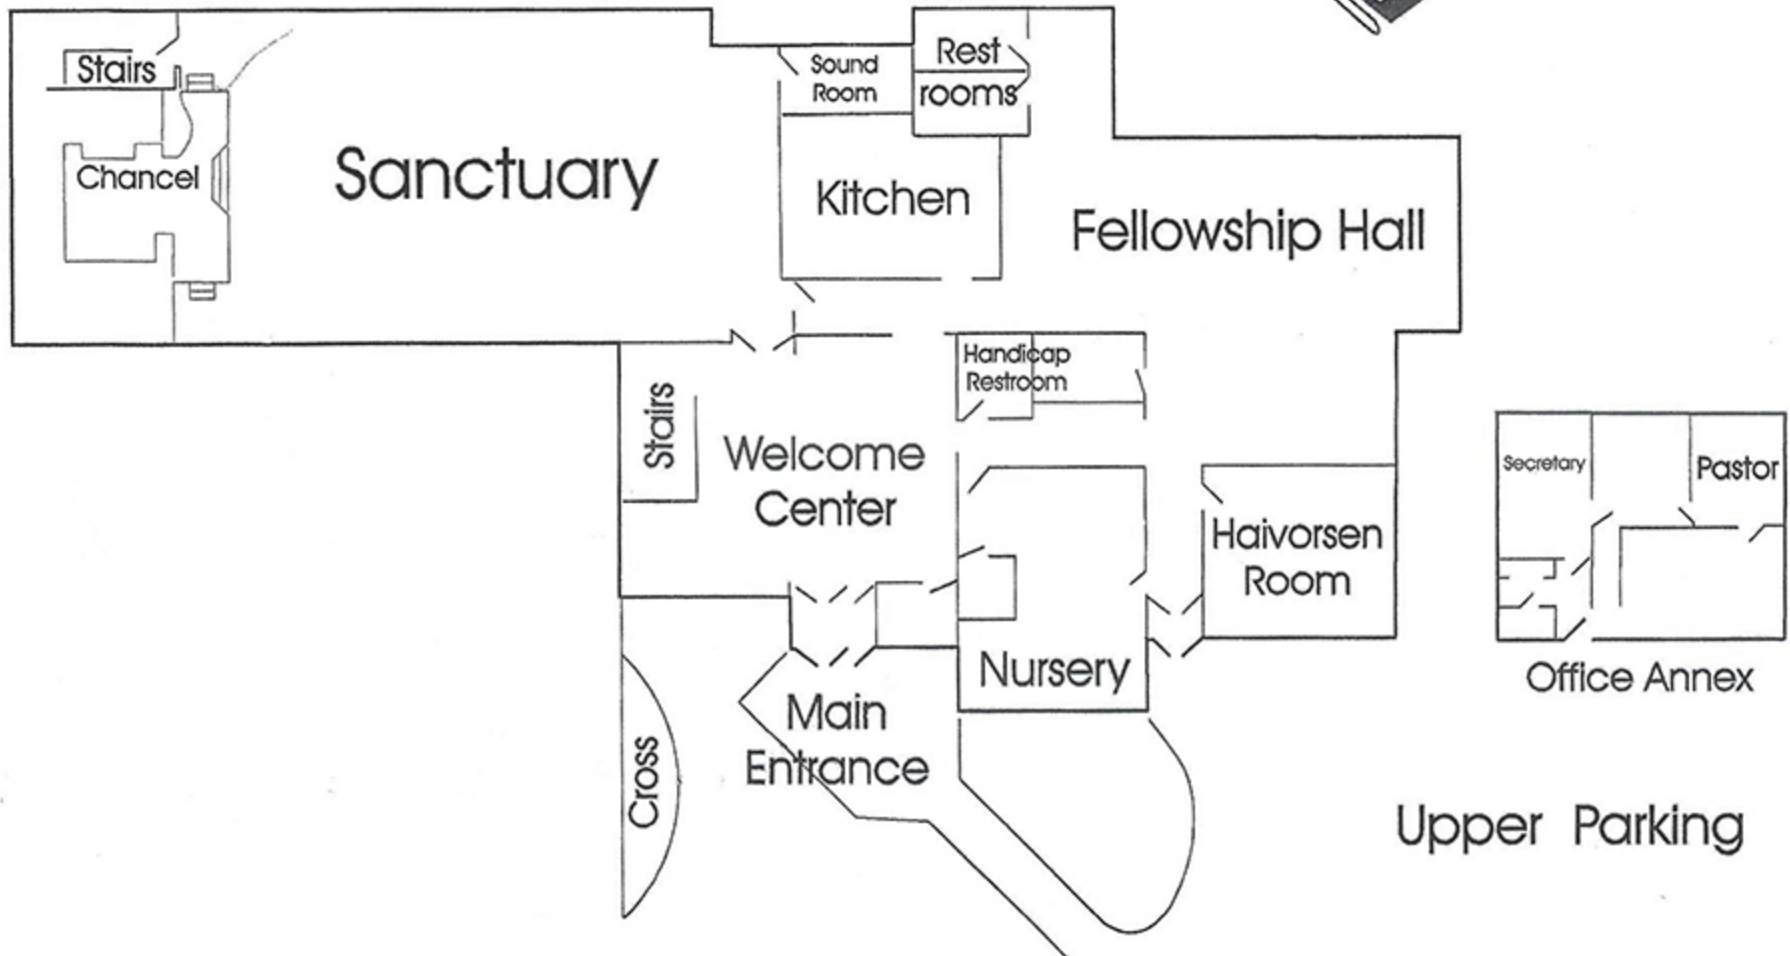 Stairs
Chancel
Sanctuary
Sound
Room
Rest
rooms
Kitchen
Fellowship Hall
Handicap
Restroom
Stairs
Welcome
Center
Haivorsen
Room
Secretary
Pastor
Office Annex
Nursery
Main
Entrance
Cross
Upper Parking